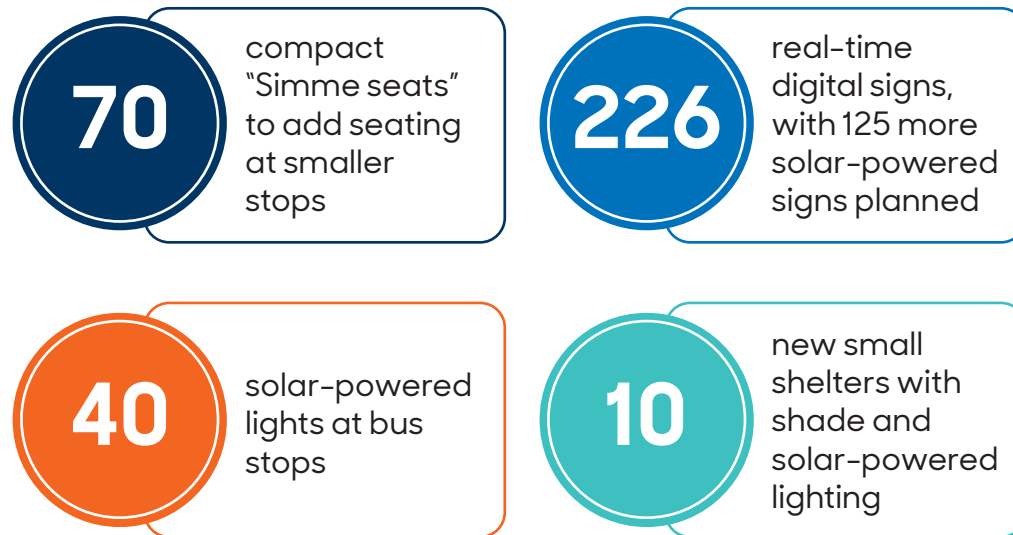 70
compact
“Simme seats”
to add seating
at smaller
stops
226
real-time
digital signs,
with 125 more
solar-powered
signs planned
40
solar-powered
lights at bus
stops
10
new small
shelters with
shade and
solar-powered
lighting